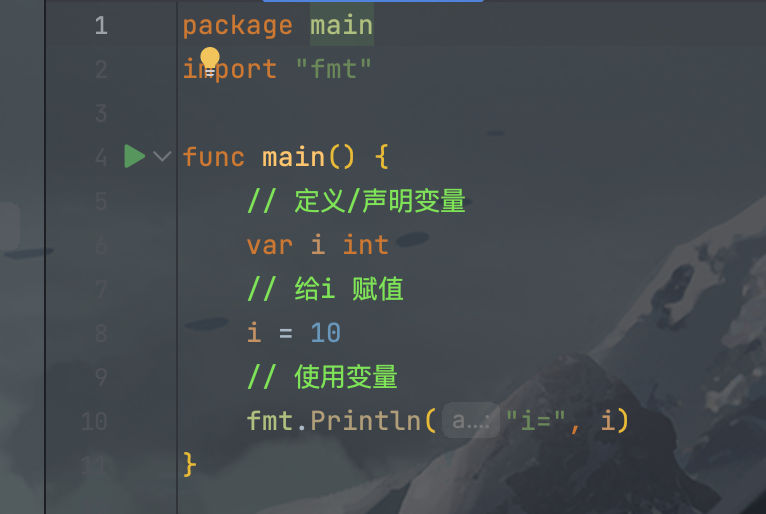 1 package main
2 import "fmt"
3
4 func main() {
5 // 定义/声明变量
6 var i int
7 // 给i 赋值
8 i = 10
9 // 使用变量
10 fmt.Println( a...: "i=", i)
11 }